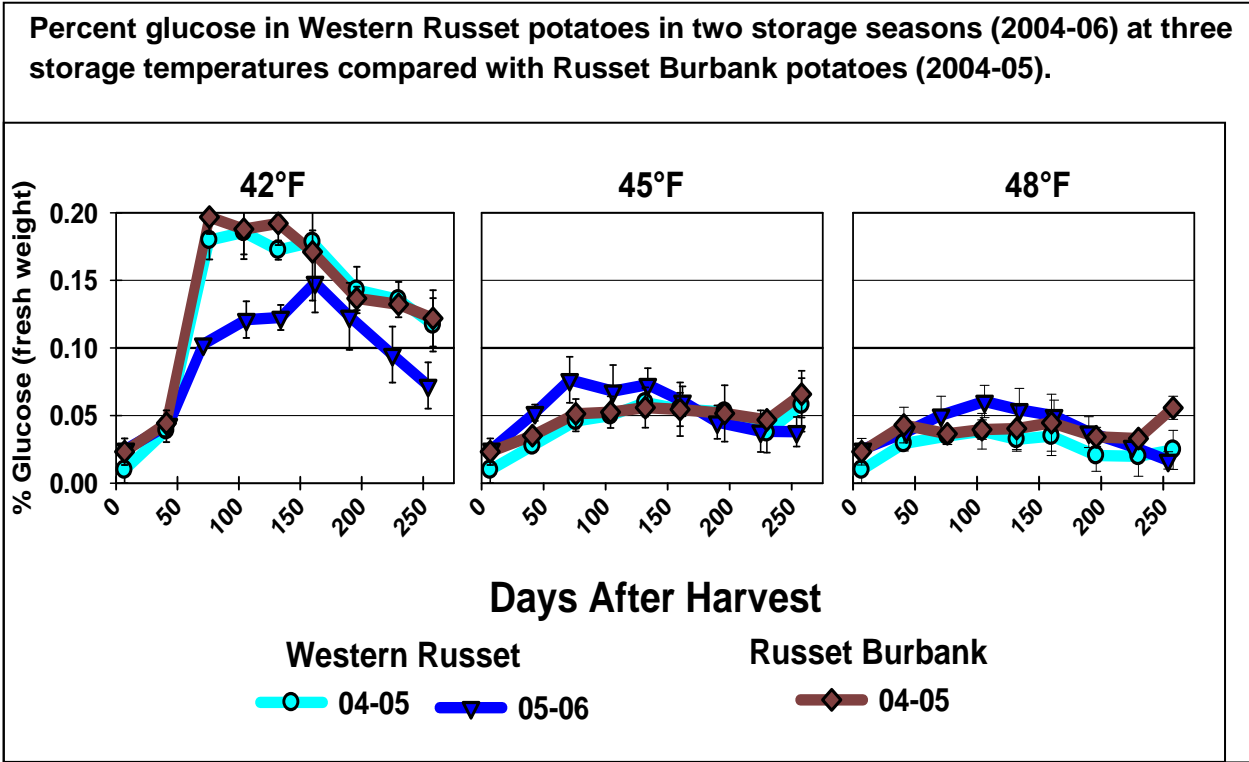 Percent glucose in Western Russet potatoes in two storage seasons (2004-06) at three
storage temperatures compared with Russet Burbank potatoes (2004-05).
42°F 45°F 48°F
% Glucose (fresh weight)
0.20
0.15
0.10
0.05
0.00
0 50 100 150 200 250 0 50 100 150 200 250 0 50 100 150 200 250
Days After Harvest
Western Russet Russet Burbank
04-05 05-06 04-05